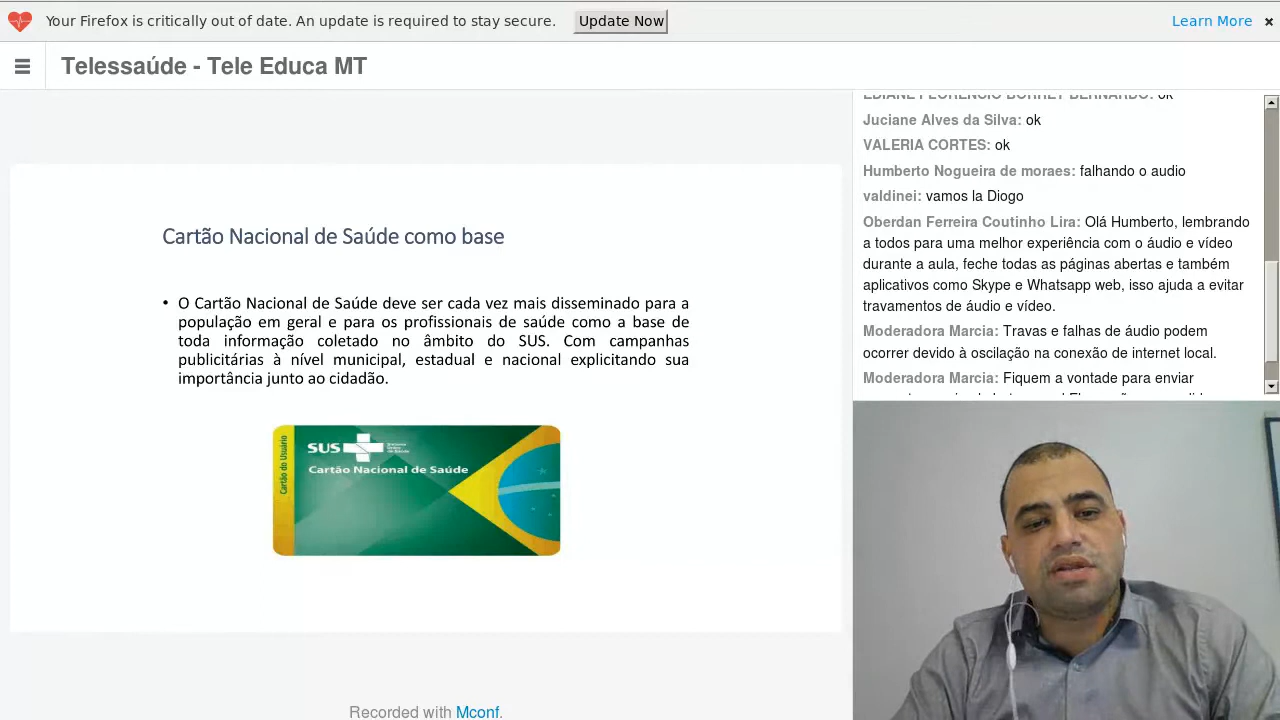 Your Firefox is critically out of date. An update is required to stay secure.
Update Now
Learn More
Telessaúde - Tele Educa MT
Cartão Nacional de Saúde como base
• O Cartão Nacional de Saúde deve ser cada vez mais disseminado para a
população em geral e para os profissionais de saúde como a base de
toda informação coletado no âmbito do SUS. Com campanhas
publicitárias à nível municipal, estadual e nacional explicitando sua
importância junto ao cidadão.
Cartão do Usuário
SUS
Cartão Nacional de Saúde
Recorded with Mconf.
ok
Juciane Alves da Silva: ok
VALERIA CORTES: ok
Humberto Nogueira de moraes: falhando o audio
valdinei: vamos la Diogo
Oberdan Ferreira Coutinho Lira: Olá Humberto, lembrando
a todos para uma melhor experiência com o áudio e vídeo
durante a aula, feche todas as páginas abertas e também
aplicativos como Skype e Whatsapp web, isso ajuda a evitar
travamentos de áudio e vídeo.
Moderadora Marcia: Travas e falhas de áudio podem
ocorrer devido à oscilação na conexão de internet local.
Moderadora Marcia: Fiquem a vontade para enviar